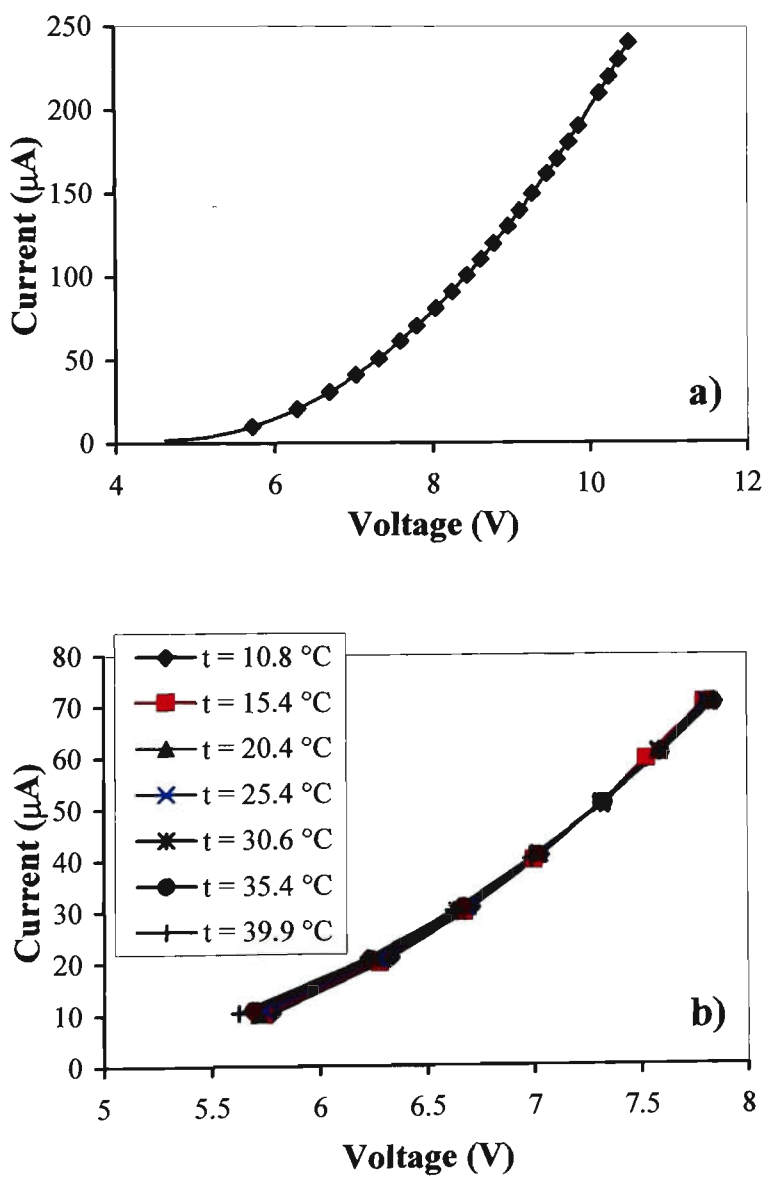 250
200
150
100
50
0
Current (µA)
a)
4 6 8 10 12
Voltage (V)
t = 10.8 °C
t = 15.4 °C
t = 20.4 °C
t = 25.4 °C
t = 30.6 °C
t = 35.4 °C
t = 39.9 °C
80
70
60
50
40
30
20
10
0
Current (µA)
b)
5 5.5 6 6.5 7 7.5 8
Voltage (V)